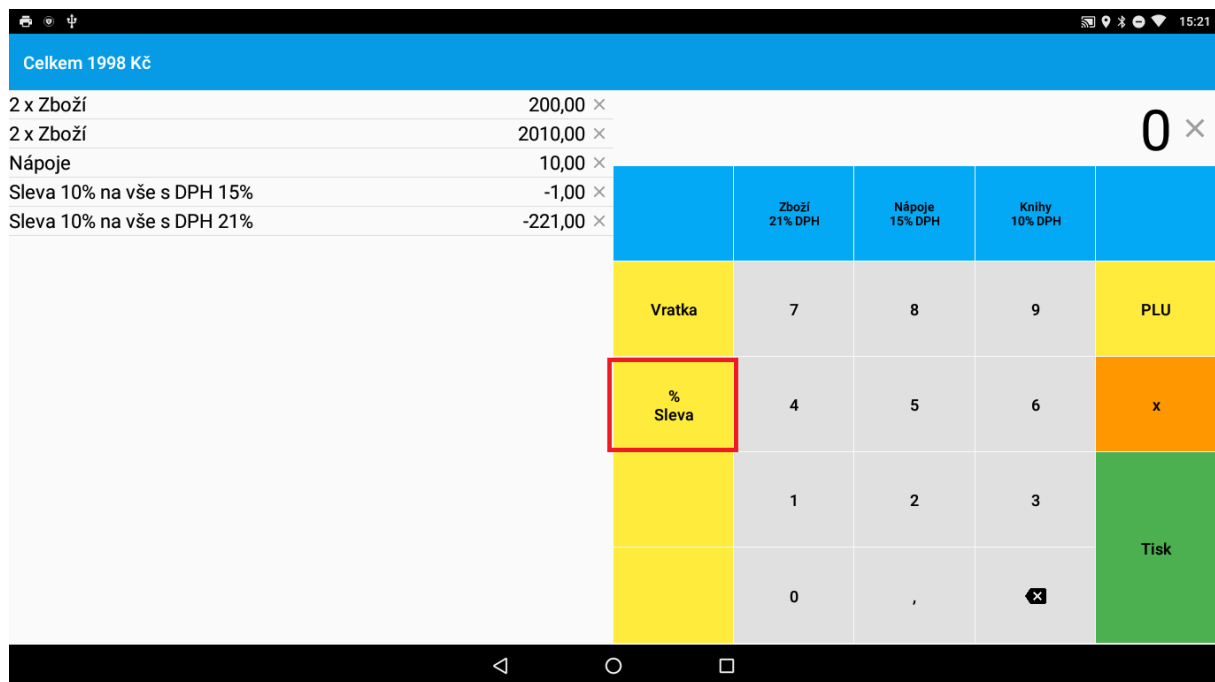 15:21
Celkem 1998 Kč
2 x Zboží 200,00 ×
2 x Zboží 2010,00 ×
Nápoje 10,00 ×
Sleva 10% na vše s DPH 15% -1,00 ×
Sleva 10% na vše s DPH 21% -221,00 ×
0 ×
Zboží
21% DPH
Nápoje
15% DPH
Knihy
10% DPH
Vratka 7 8 9 PLU
%
Sleva
4 5 6 x
1 2 3
Tisk
0 ,